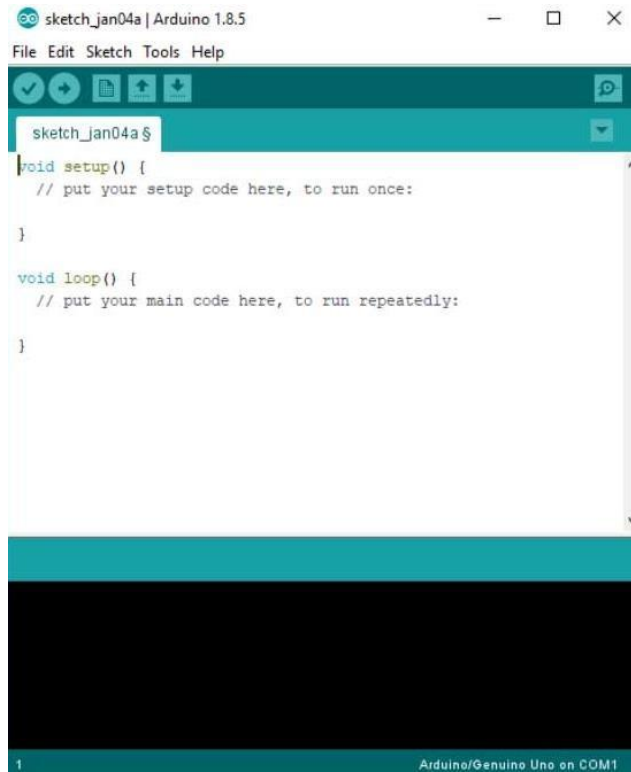 sketch_jan04a | Arduino 1.8.5
File Edit Sketch Tools Help
sketch_jan04a §
void setup() {
// put your setup code here, to run once:
}
void loop() {
// put your main code here, to run repeatedly:
}
1 Arduino/Genuino Uno on COM1